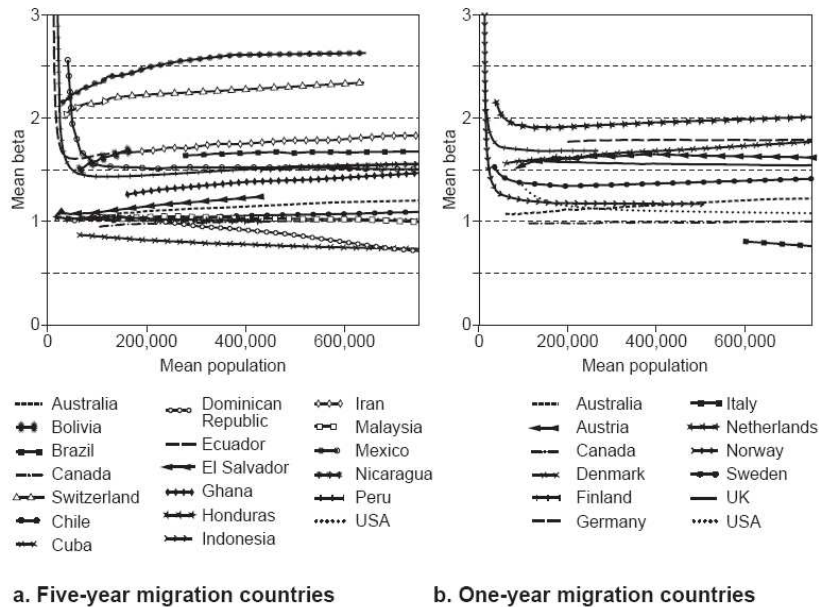 3
2
1
0
Mean beta
0
200,000
400,000
600,000
Mean population
3
2
1
0
Mean beta
0
200,000
400,000
600,000
Mean population
Australia
Bolivia
Brazil
Canada
Switzerland
Chile
Cuba
Dominican
Republic
Ecuador
El Salvador
Ghana
Honduras
Indonesia
Iran
Malaysia
Mexico
Nicaragua
Peru
USA
Australia
Austria
Canada
Denmark
Finland
Germany
Italy
Netherlands
Norway
Sweden
UK
USA
a. Five-year migration countries
b. One-year migration countries